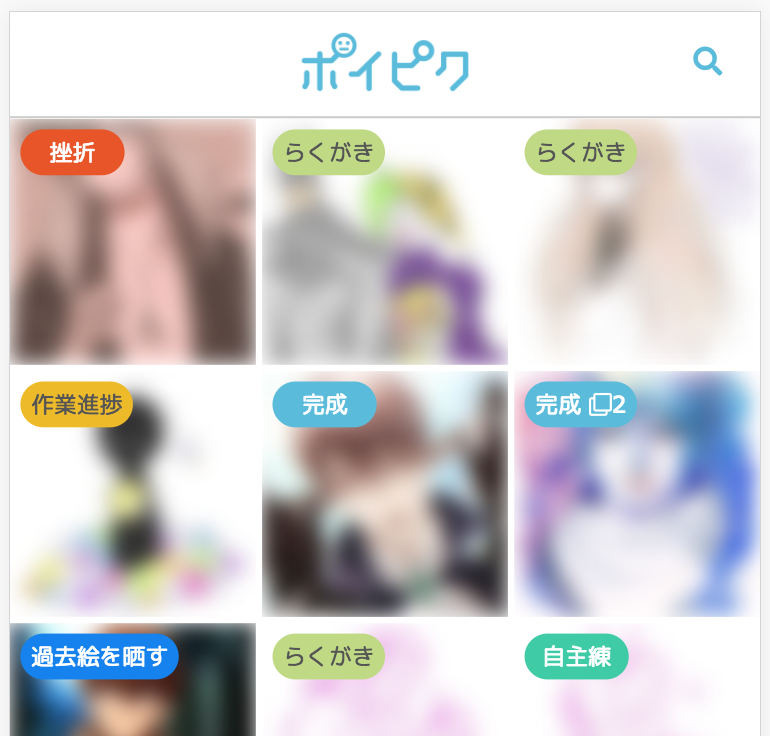 ポイピク
挫折
らくがき
らくがき
作業進捗
完成
完成 2
過去絵を晒す
らくがき
自主練